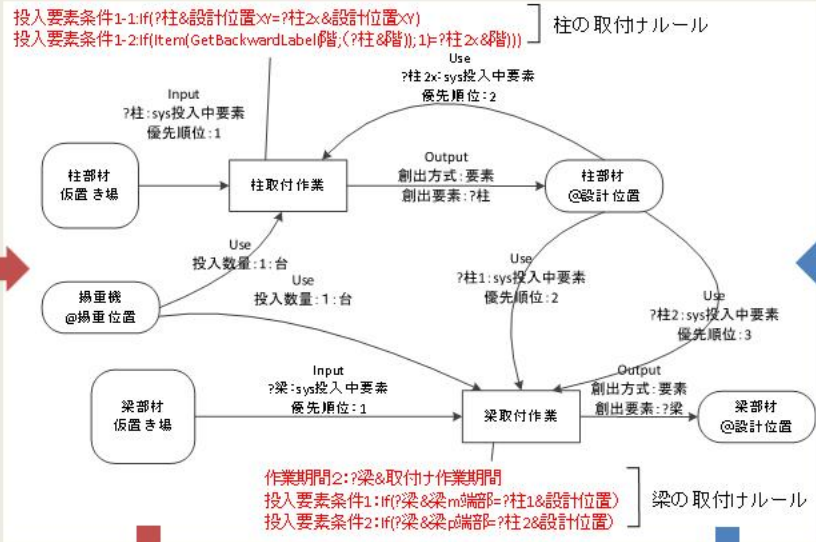 投入要素条件1-1:If(?柱&設計位置XY=?柱2x&設計位置XY)
投入要素条件1-2:If(Item(GetBackwardLabel(階;(?柱&階));1)=?柱2x&階)))
柱の取付けルール
Use
?柱2x:sys投入中要素
優先順位:2
Input
?柱:sys投入中要素
優先順位:1
柱部材
仮置き場
柱取付作業
Output
創出方式:要素
創出要素:?柱
柱部材
@設計位置
Use
投入数量:1:台
Use
投入数量:1:台
揚重機
@揚重位置
Use
?柱1:sys投入中要素
優先順位:2
Use
?柱2:sys投入中要素
優先順位:3
Input
?梁:sys投入中要素
優先順位:1
梁部材
仮置き場
梁取付作業
Output
創出方式:要素
創出要素:?梁
梁部材
@設計位置
作業期間2:?梁&取付け作業期間
投入要素条件1:If(?梁&梁m端部=?柱1&設計位置)
投入要素条件2:If(?梁&梁p端部=?柱2&設計位置)
梁の取付けルール